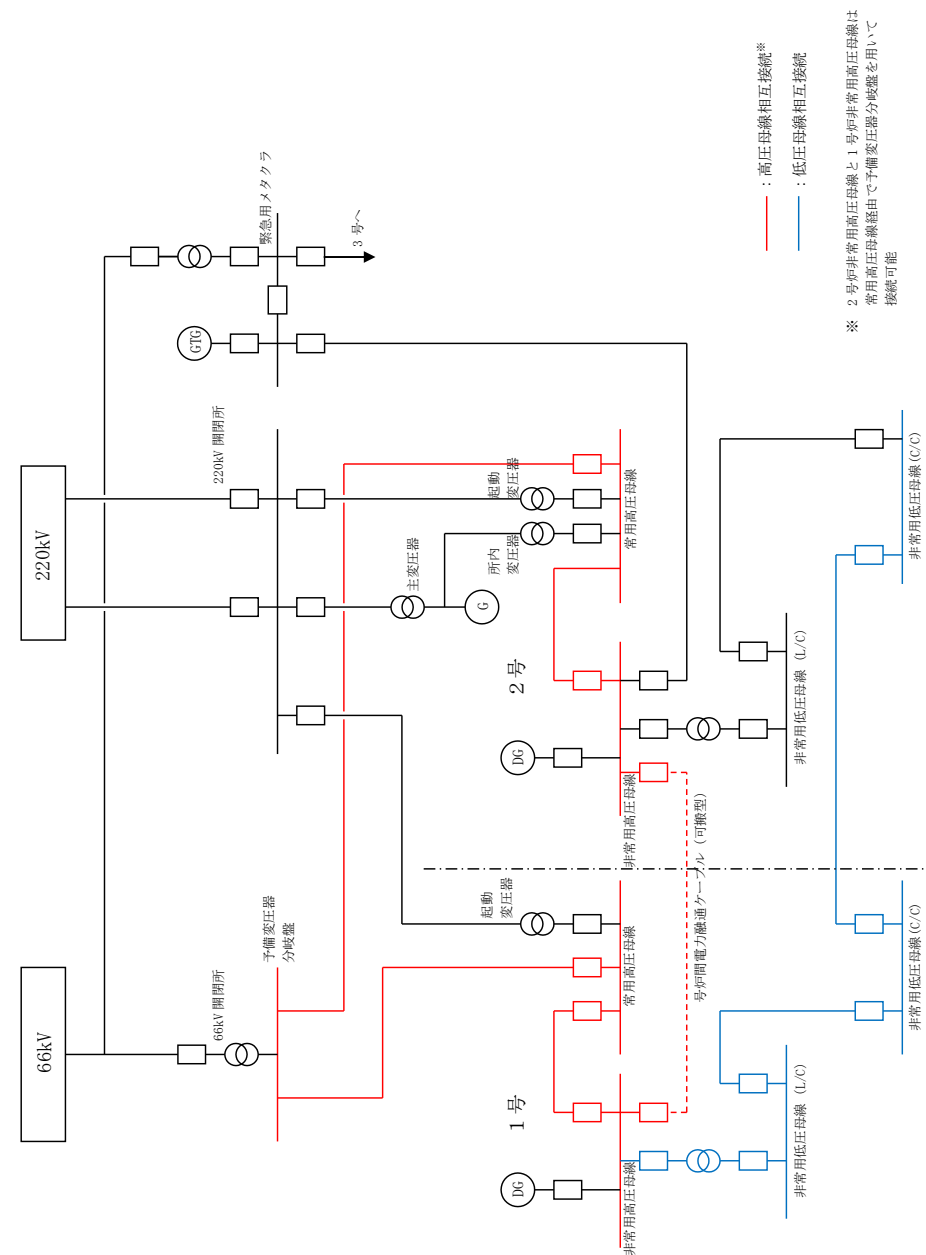 220kV
66kV
220kV 開閉所
66kV 開閉所
緊急用メタクラ
3 号へ
GTG
予備変圧器
分岐盤
主変圧器
G
起動
変圧器
所内
変圧器
常用高圧母線
2 号
DG
非常用高圧母線
非常用低圧母線 (L/C)
非常用低圧母線(C/C)
号炉間電力融通ケーブル (可搬型)
起動
変圧器
常用高圧母線
1 号
DG
非常用高圧母線
非常用低圧母線 (L/C)
非常用低圧母線(C/C)
：高圧母線相互接続※
：低圧母線相互接続
※ 2 号炉非常用高圧母線と 1 号炉非常用高圧母線は
常用高圧母線経由で予備変圧器分岐盤を用いて
接続可能